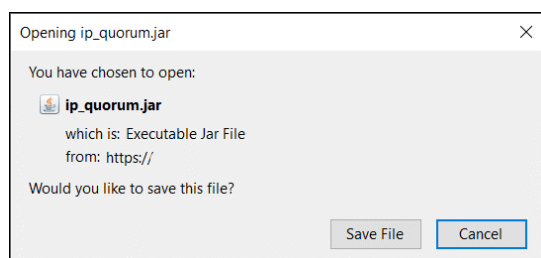 Opening ip_quorum.jar
You have chosen to open:
ip_quorum.jar
which is: Executable Jar File
from: https://
Would you like to save this file?
Save File Cancel